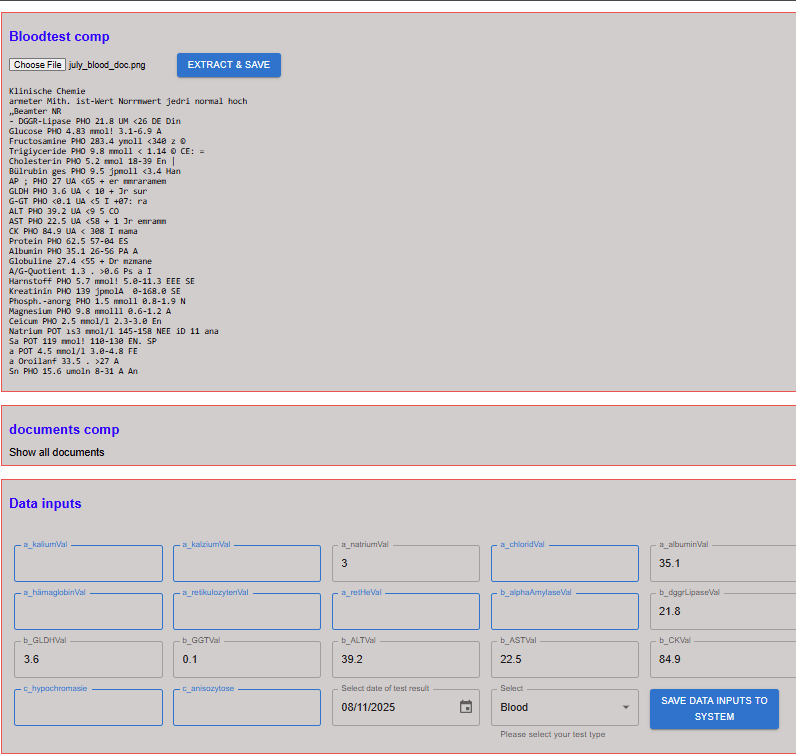 Bloodtest comp
Choose File july_blood_doc.png EXTRACT & SAVE
Klinische Chemie
armeter Mith. ist-Wert Norrmwert jedri normal hoch
„Beamter NR
- DGGR-Lipase PHO 21.8 UM <26 DE Din
Glucose PHO 4.83 mmol! 3.1-6.9 A
Fructosamine PHO 283.4 ymoll <340 z ©
Trigiyceride PHO 9.8 mmoll < 1.14 © CE: =
Cholesterin PHO 5.2 mmol 18-39 En |
Bülrubin ges PHO 9.5 jpmoll <3.4 Han
AP ; PHO 27 UA <65 + er mmraramem
GLDH PHO 3.6 UA < 10 + Jr sur
G-GT PHO <0.1 UA <5 I +07: ra
ALT PHO 39.2 UA <9 5 CO
AST PHO 22.5 UA <58 + 1 Jr emramm
CK PHO 84.9 UA < 308 I mama
Protein PHO 62.5 57-04 ES
Albumin PHO 35.1 26-56 PA A
Globuline 27.4 <55 + Dr mzmane
A/G-Quotient 1.3 . >0.6 Ps a I
Harnstoff PHO 5.7 mmol! 5.0-11.3 EEE SE
Kreatinin PHO 139 jpmolA 0-168.0 SE
Phosph.-anorg PHO 1.5 mmoll 0.8-1.9 N
Magnesium PHO 9.8 mmolll 0.6-1.2 A
Ceicum PHO 2.5 mmol/l 2.3-3.0 En
Natrium POT ıs3 mmol/l 145-158 NEE iD 11 ana
Sa POT 119 mmol! 110-130 EN. SP
a POT 4.5 mmol/l 3.0-4.8 FE
a Oroilanf 33.5 . >27 A
Sn PHO 15.6 umoln 8-31 A An
documents comp
Show all documents
Data inputs
a_kaliumVal a_kalziumVal a_natriumVal a_chloridVal a_albuminVal
3 35.1
a_hämaglobinVal a_retikulozytenVal a_retHeVal b_alphaAmylaseVal b_dggrLipaseVal
21.8
b_GLDHVal b_GGTVal b_ALTVal b_ASTVal b_CKVal
3.6 0.1 39.2 22.5 84.9
c_hypochromasie c_anisozytose Select date of test result Select
08/11/2025 Blood
SAVE DATA INPUTS TO
SYSTEM
Please select your test type